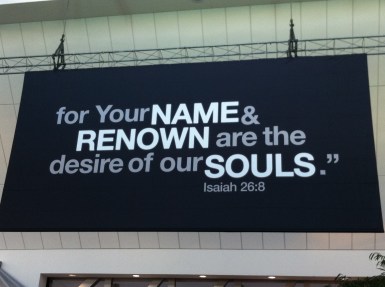 for Your NAME &
RENOWN are the
desire of our SOULS.”
Isaiah 26:8